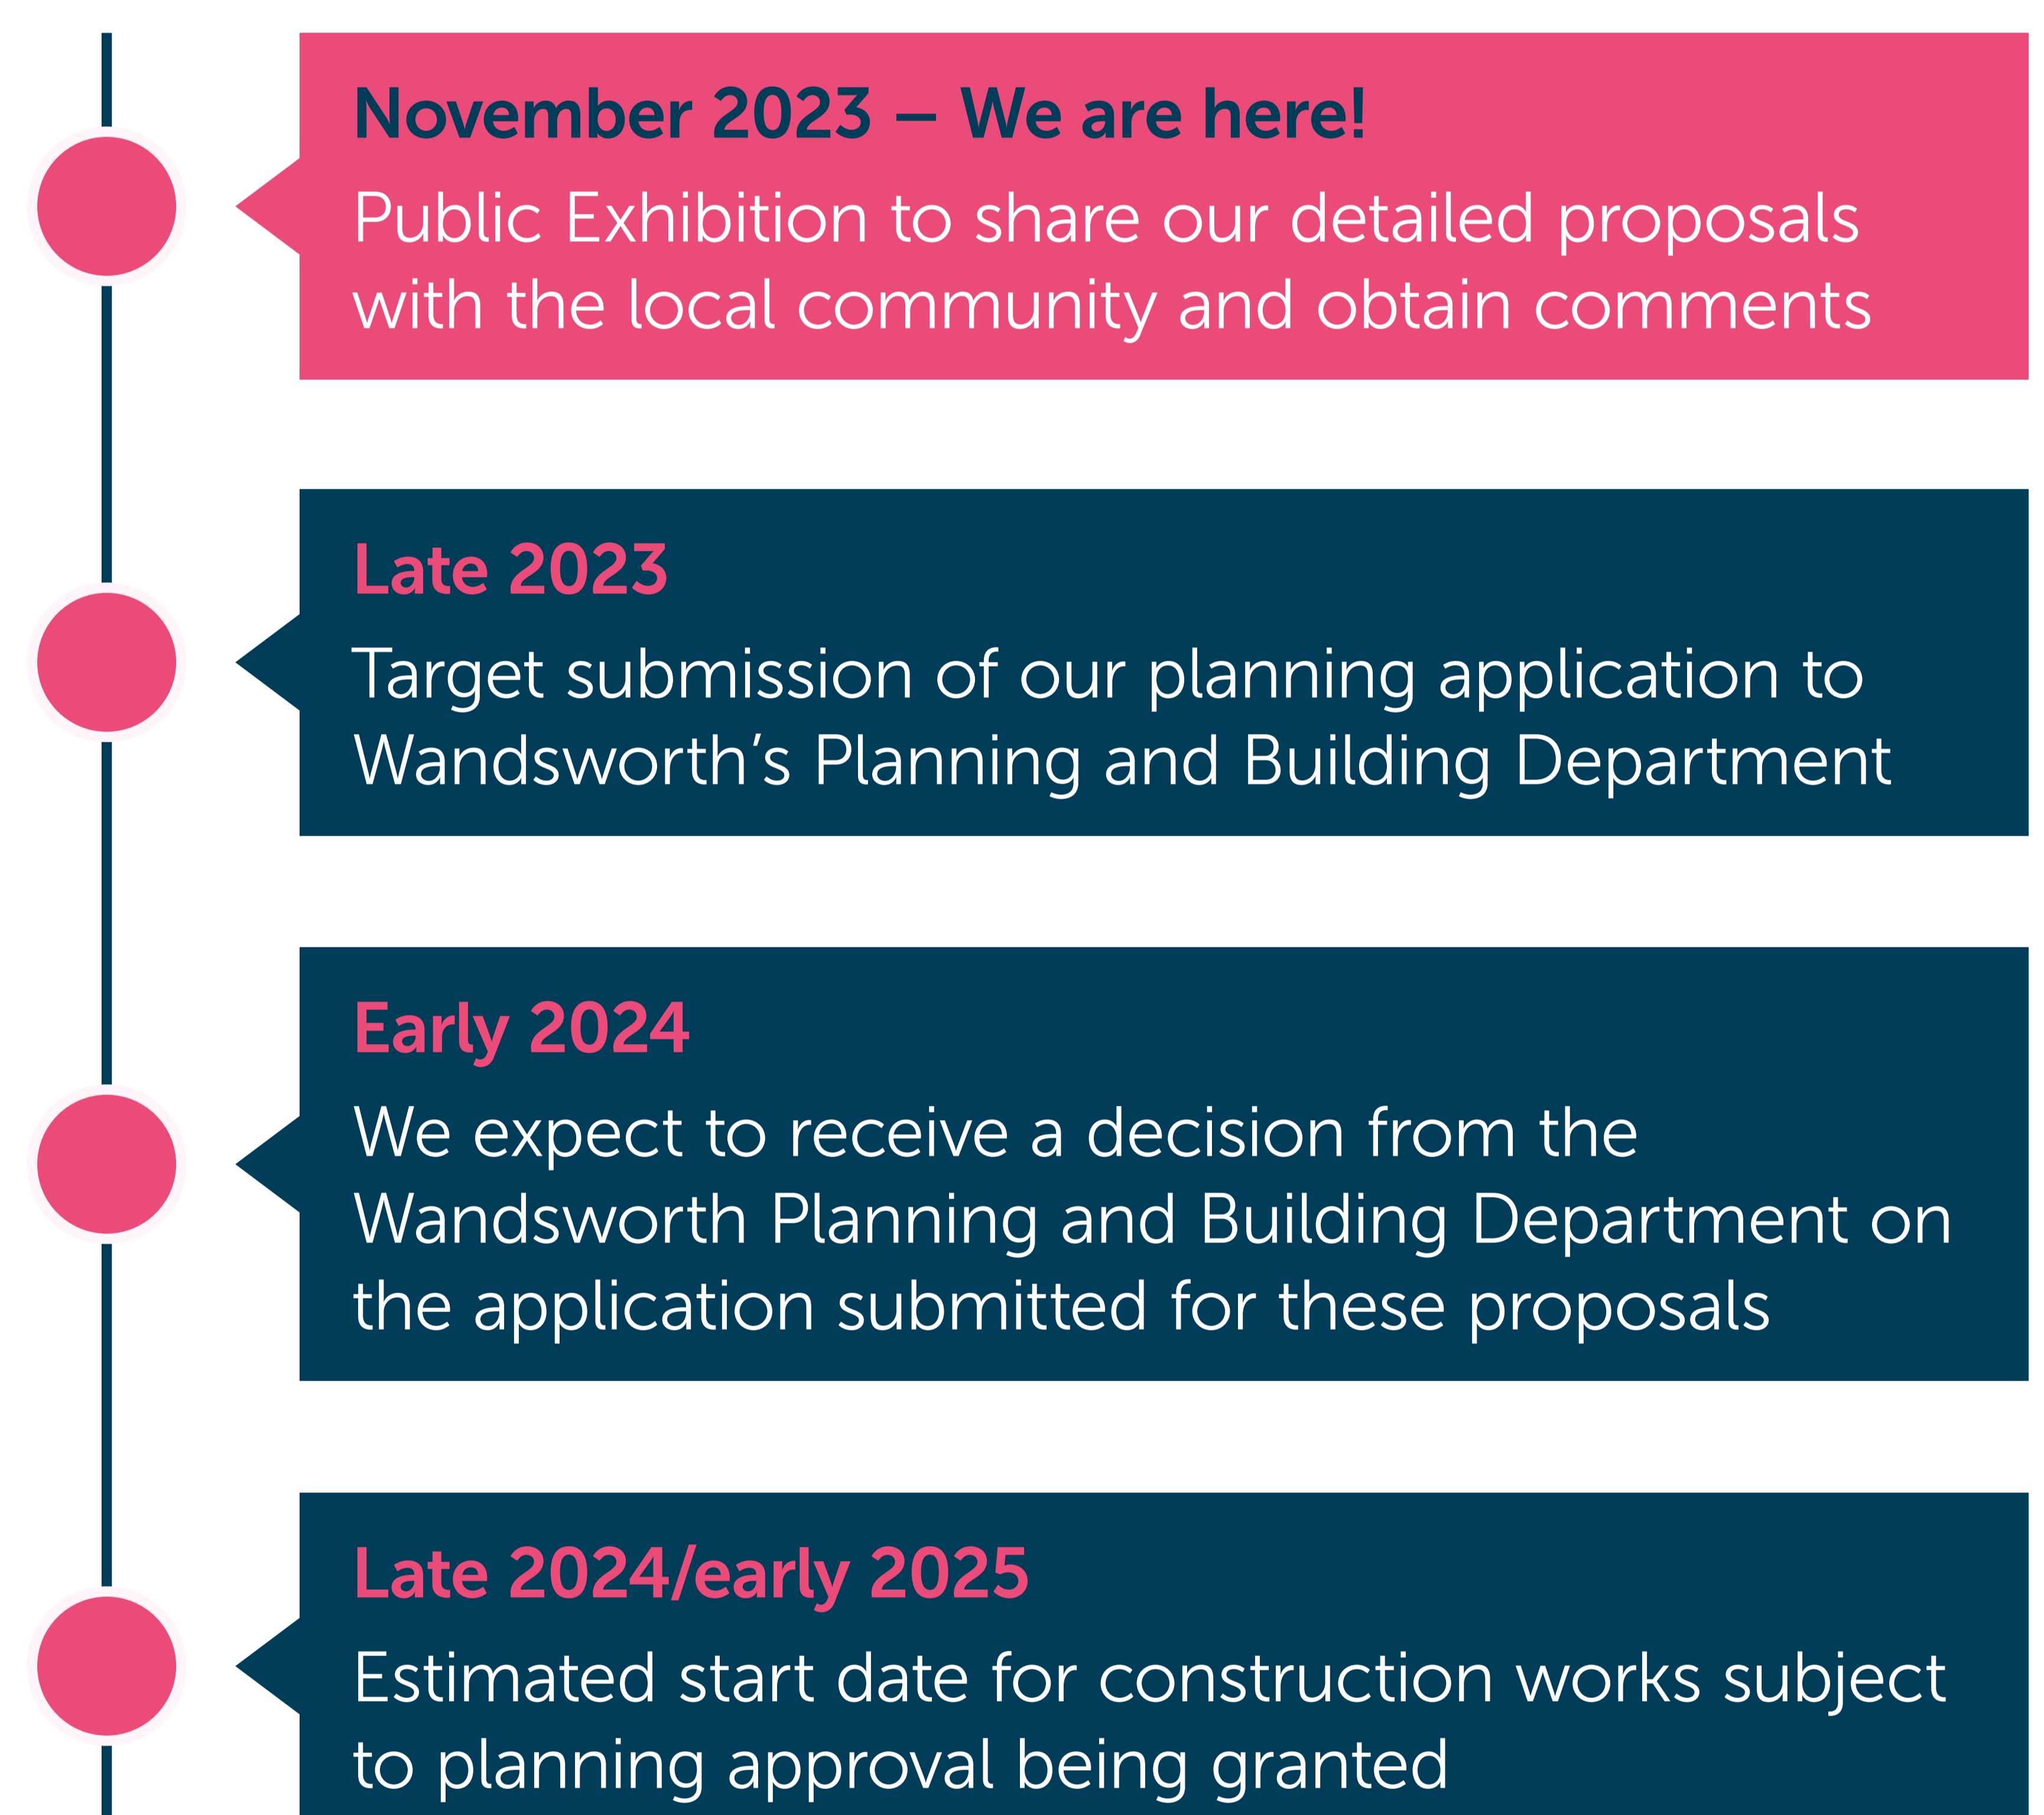 November 2023 – We are here!
Public Exhibition to share our detailed proposals
with the local community and obtain comments
Late 2023
Target submission of our planning application to
Wandsworth’s Planning and Building Department
Early 2024
We expect to receive a decision from the
Wandsworth Planning and Building Department on
the application submitted for these proposals
Late 2024/early 2025
Estimated start date for construction works subject
to planning approval being granted